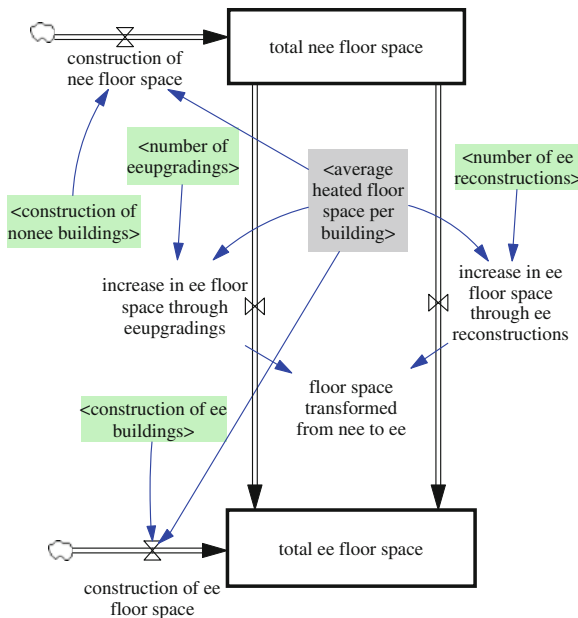 total nee floor space
construction of
nee floor space
<number of
eeupgradings>
<average
heated floor
space per
building>
<number of ee
reconstructions>
<construction of
nonee buildings>
increase in ee floor
space through
eeupgradings
increase in ee
floor space
through ee
reconstructions
floor space
transformed
from nee to ee
<construction of ee
buildings>
total ee floor space
construction of ee
floor space